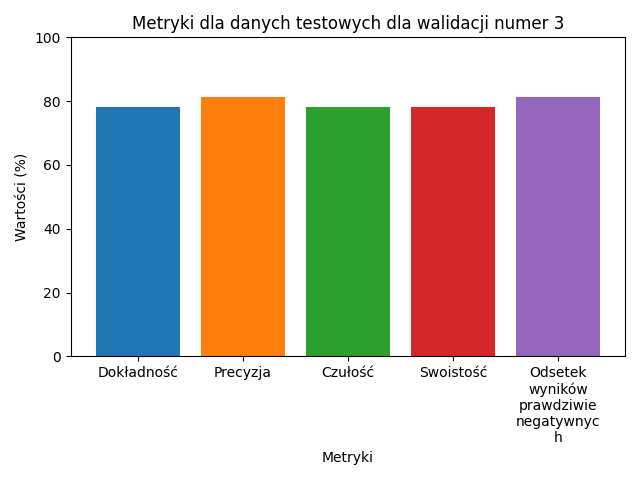 Metryki dla danych testowych dla walidacji numer 3
100
80
60
40
20
0
Wartości (%)
Dokładność
Precyzja
Czułość
Swoistość
Odsetek
wyników
prawdziwie
negatywnyc
h
Metryki